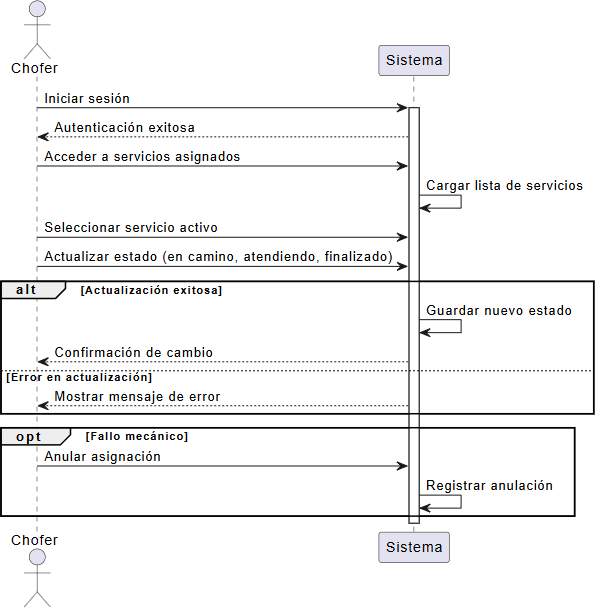 Chofer
Sistema
Iniciar sesión
Autenticación exitosa
Acceder a servicios asignados
Cargar lista de servicios
Seleccionar servicio activo
Actualizar estado (en camino, atendiendo, finalizado)
alt [Actualización exitosa]
Guardar nuevo estado
Confirmación de cambio
[Error en actualización]
Mostrar mensaje de error
opt [Fallo mecánico]
Anular asignación
Registrar anulación
Chofer
Sistema